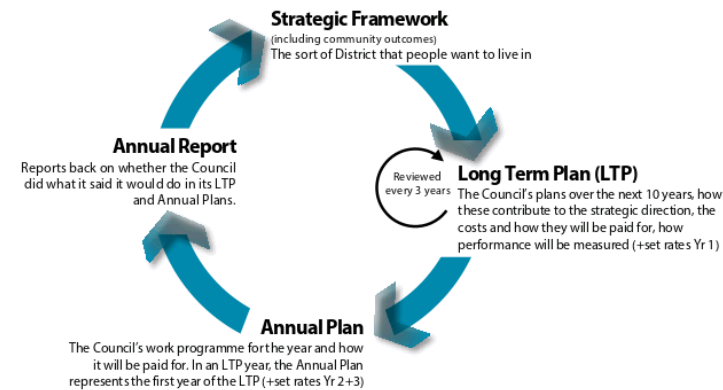 Strategic Framework
(including community outcomes)
The sort of District that people want to live in
Annual Report
Reports back on whether the Council
did what it said it would do in its LTP
and Annual Plans.
Reviewed
every 3 years
Long Term Plan (LTP)
The Council's plans over the next 10 years, how
these contribute to the strategic direction, the
costs and how they will be paid for, how
performance will be measured (+set rates Yr 1)
Annual Plan
The Council's work programme for the year and how
it will be paid for. In an LTP year, the Annual Plan
represents the first year of the LTP (+set rates Yr 2+3)